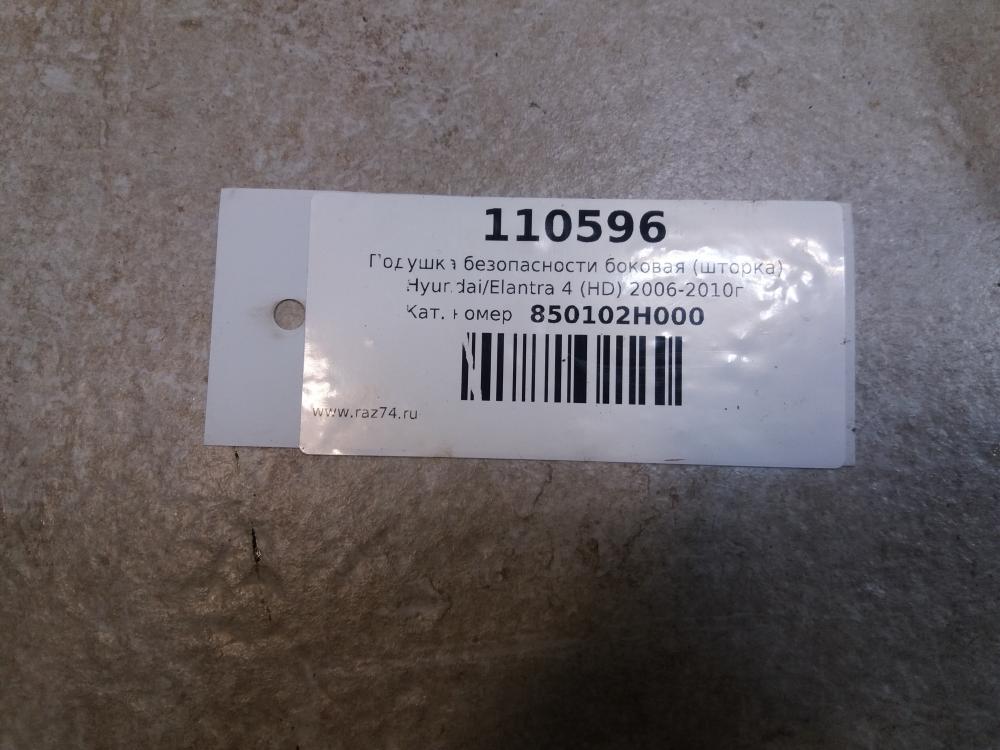 110596
Подушка безопасности боковая (шторка)
Hyundai/Elantra 4 (HD) 2006-2010г
Кат. номер 850102H000
www.raz74.ru